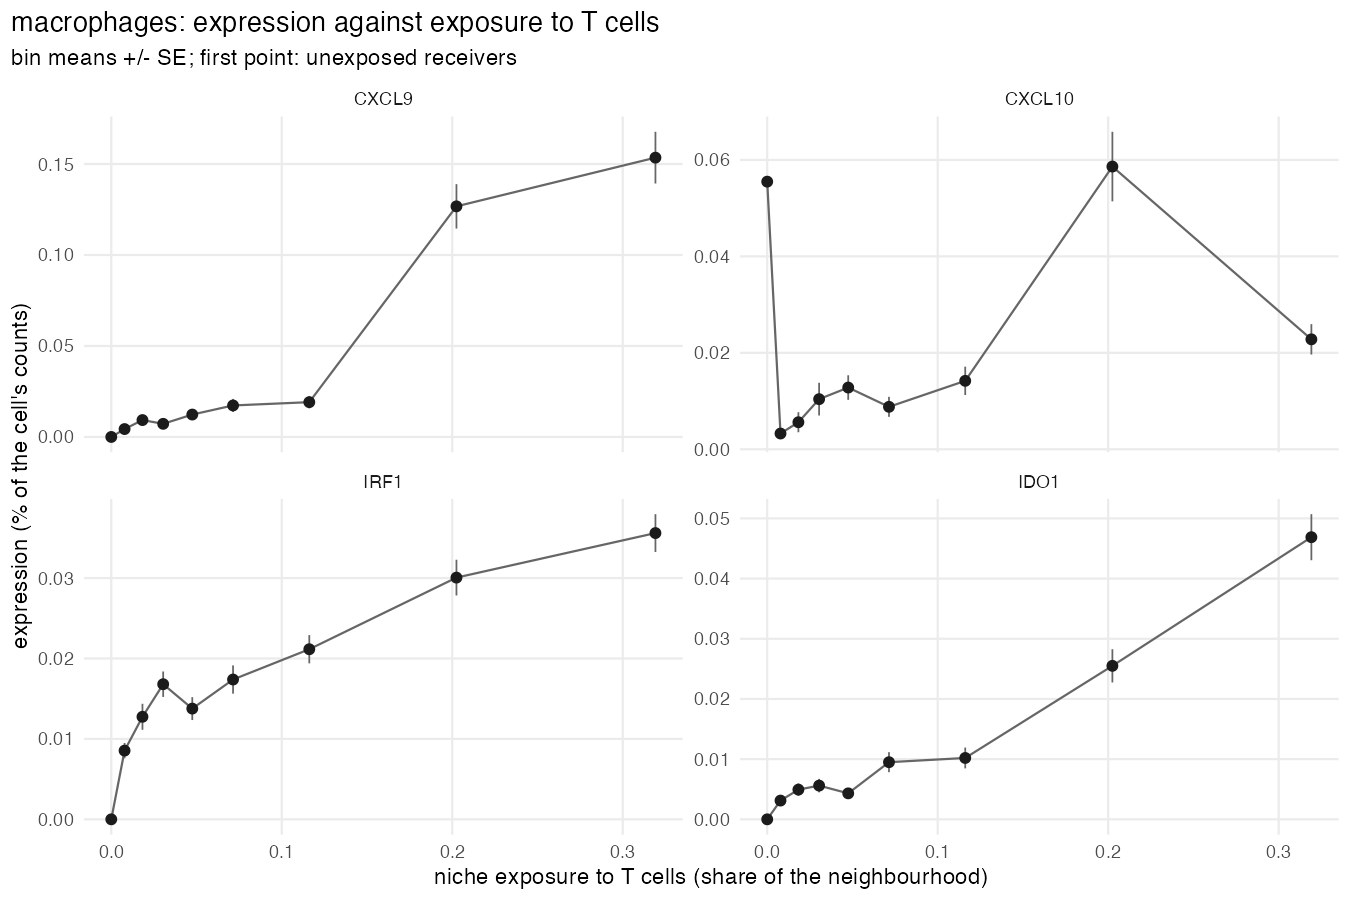 macrophages: expression against exposure to T cells
bin means +/- SE; first point: unexposed receivers
CXCL9
CXCL10
0.15
0.10
0.05
0.00
0.06
0.04
0.02
0.00
IRF1
IDO1
0.03
0.02
0.01
0.00
0.05
0.04
0.03
0.02
0.01
0.00
0.0 0.1 0.2 0.3
0.0 0.1 0.2 0.3
niche exposure to T cells (share of the neighbourhood)
expression (% of the cell's counts)